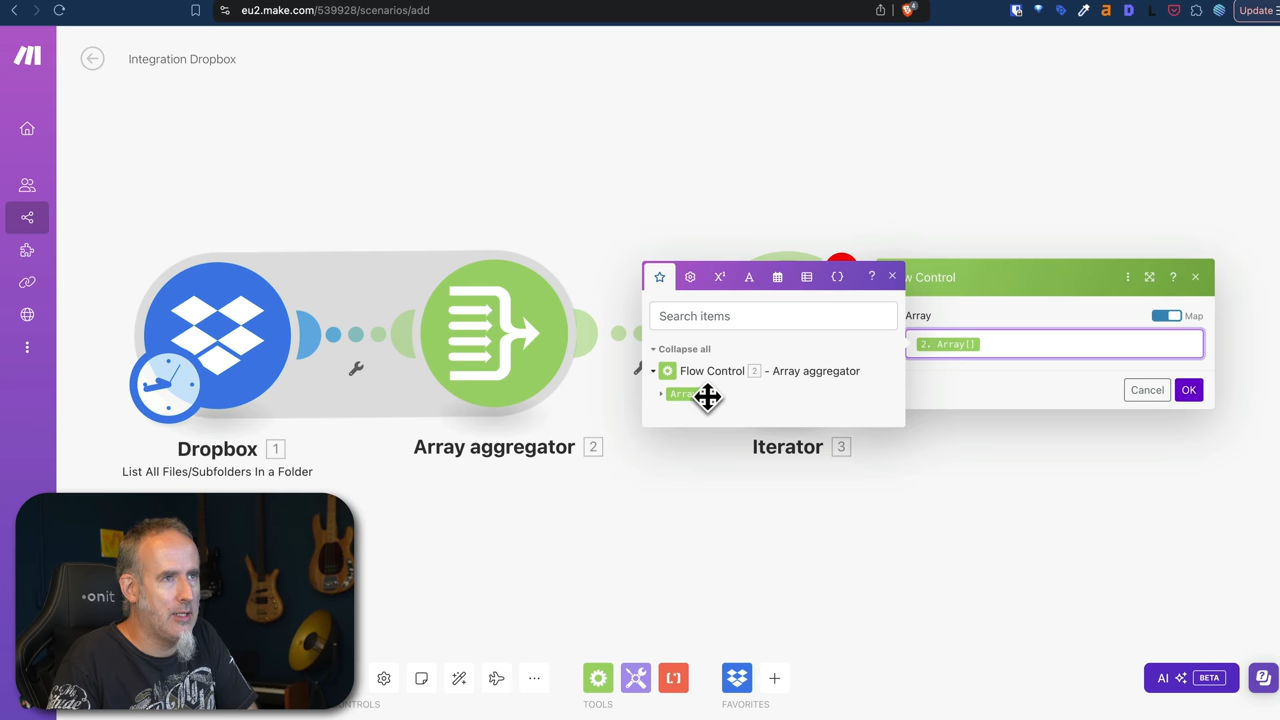 eu2.make.com/539928/scenarios/add
4
Update
Integration Dropbox
Flow Control
Array
Map
2. Array[]
Cancel
OK
Search items
Collapse all
Flow Control 2 - Array aggregator
Dropbox 1
List All Files/Subfolders In a Folder
Array aggregator 2
Iterator 3
onit
TOOLS
FAVORITES
AI BETA